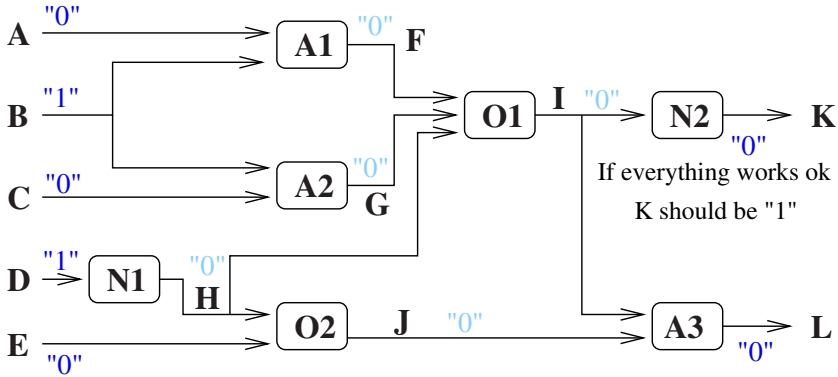 "0"
A
A1
"0"
F
B
"1"
I
"0"
O1
N2
K
"0"
If everything works ok
K should be "1"
"0"
A2
G
C
"0"
D
"1"
N1
"0"
H
O2
J
"0"
A3
L
"0"
E
"0"